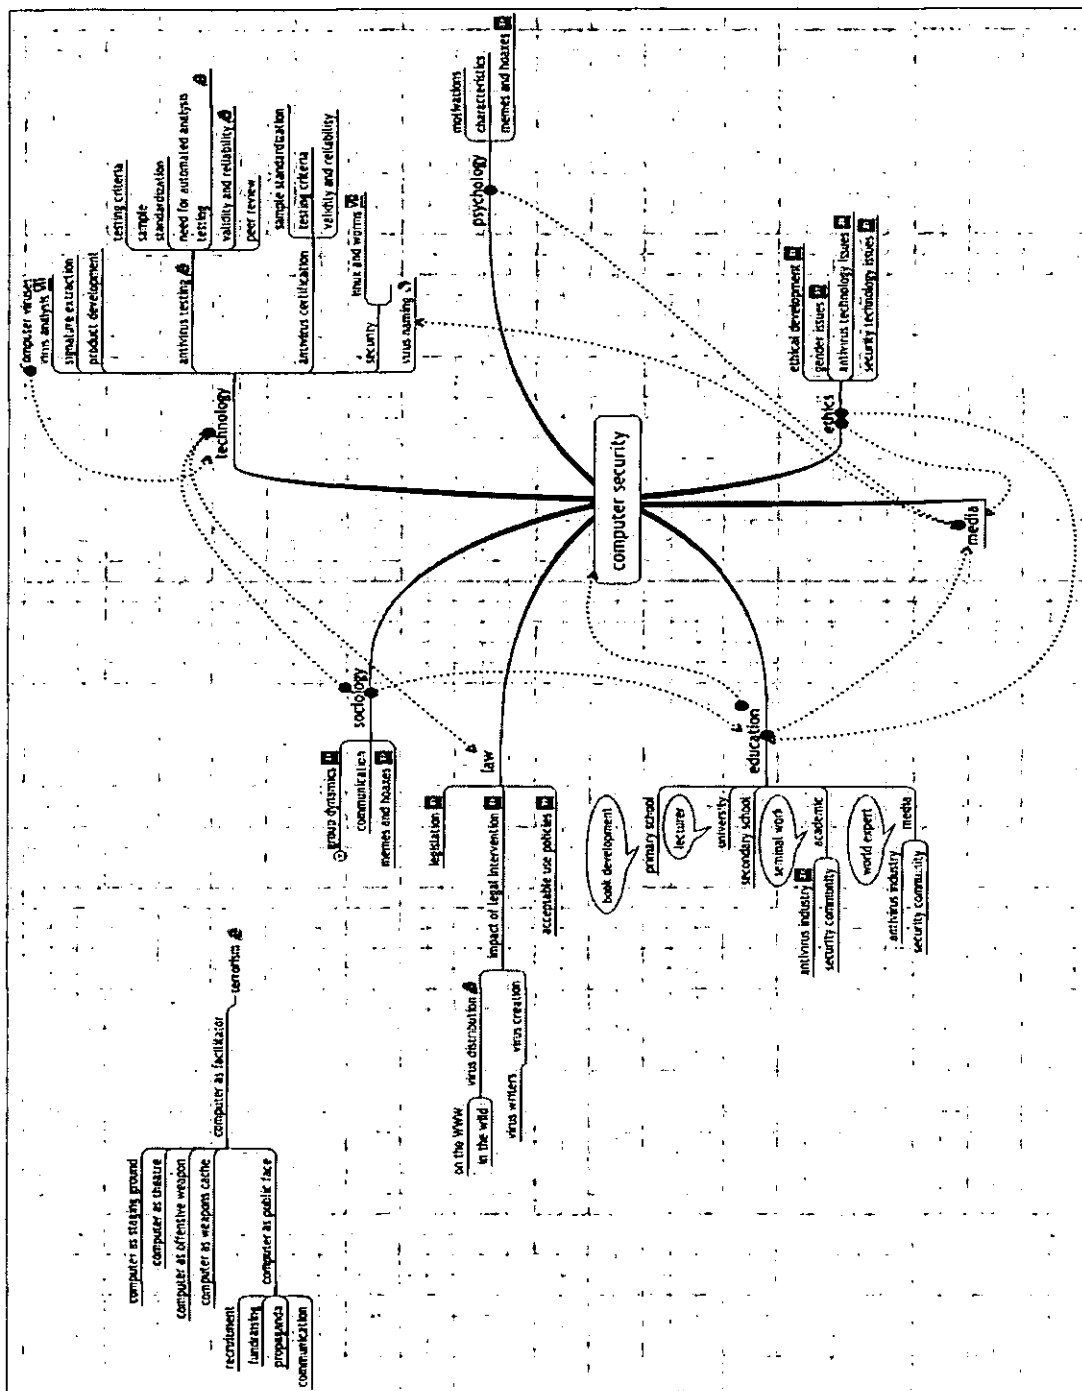 computer security
technology
computer viruses
virus analysis
signature extraction
product development
antivirus testing
testing criteria
sample
standardization
need for automated analysis
testing
validity and reliability
peer review
antivirus certification
sample standardization
testing criteria
validity and reliability
security
linux and worms
virus naming
psychology
motivations
characteristics
memes and hoaxes
ethics
ethical development
gender issues
antivirus technology issues
security technology issues
media
sociology
group dynamics
communication
memes and hoaxes
law
legislation
impact of legal intervention
virus distribution
on the WWW
in the wild
virus creation
virus writers
acceptable use policies
education
book development
primary school
lecturer
university
secondary school
seminal work
academic
antivirus industry
security community
world expert
media
antivirus industry
security community
terrorism
computer as facilitator
computer as staging ground
computer as theatre
computer as offensive weapon
computer as weapons cache
computer as public face
recruitment
fundraising
propaganda
communication